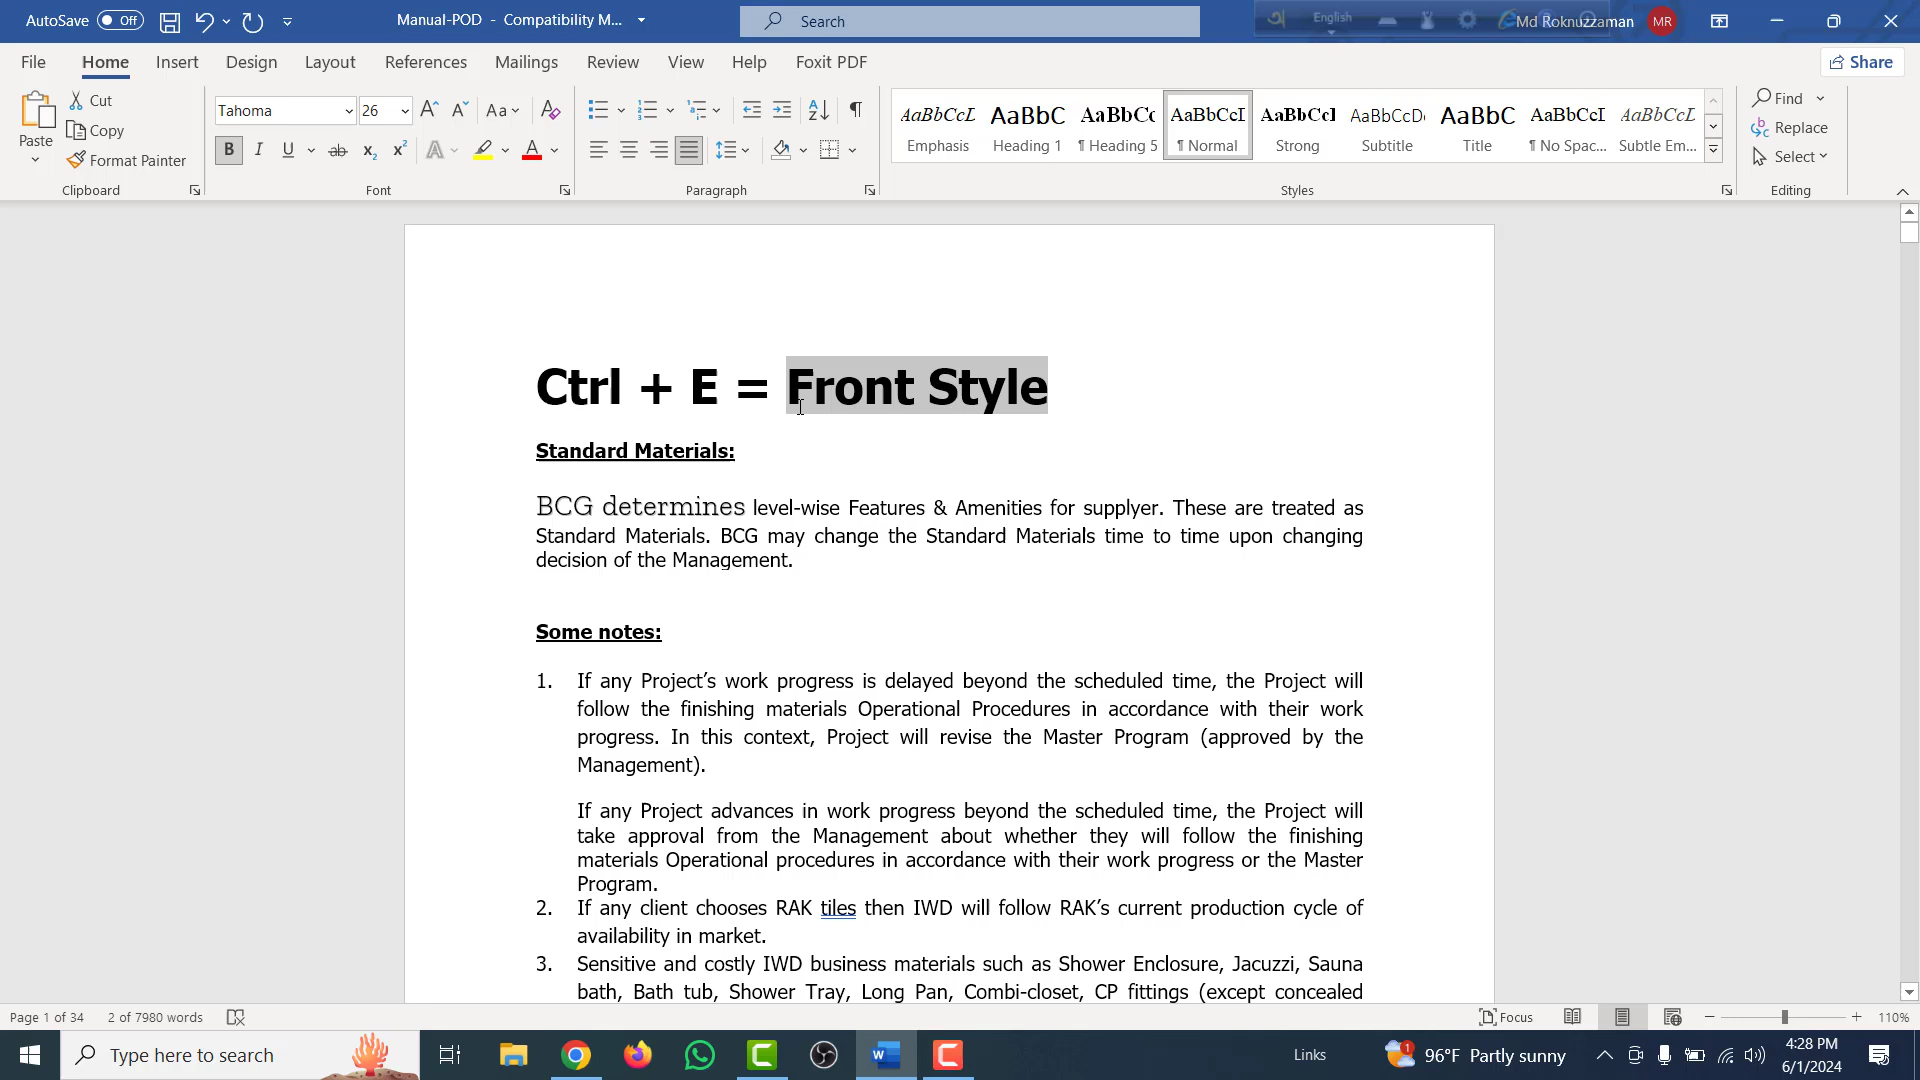 AutoSave Off Manual-POD - Compatibility M... Search English Md Roknuzzaman MR
File Home Insert Design Layout References Mailings Review View Help Foxit PDF Share
Paste Cut Copy Format Painter Clipboard
Tahoma 26 Aa Font
Paragraph
AaBbCcL AaBbC AaBbCc AaBbCcI AaBbCcI AaBbCcD AaBbC AaBbCcI AaBbCcL
Emphasis Heading 1 ¶ Heading 5 ¶ Normal Strong Subtitle Title ¶ No Spac... Subtle Em...
Styles
Find Replace Select Editing
Ctrl + E = Front Style
Standard Materials:
BCG determines level-wise Features & Amenities for supplyer. These are treated as
Standard Materials. BCG may change the Standard Materials time to time upon changing
decision of the Management.
Some notes:
1. If any Project’s work progress is delayed beyond the scheduled time, the Project will
follow the finishing materials Operational Procedures in accordance with their work
progress. In this context, Project will revise the Master Program (approved by the
Management).
If any Project advances in work progress beyond the scheduled time, the Project will
take approval from the Management about whether they will follow the finishing
materials Operational procedures in accordance with their work progress or the Master
Program.
2. If any client chooses RAK tiles then IWD will follow RAK’s current production cycle of
availability in market.
3. Sensitive and costly IWD business materials such as Shower Enclosure, Jacuzzi, Sauna
bath, Bath tub, Shower Tray, Long Pan, Combi-closet, CP fittings (except concealed
Page 1 of 34 2 of 7980 words Focus 110%
Type here to search Links 96°F Partly sunny 4:28 PM
6/1/2024